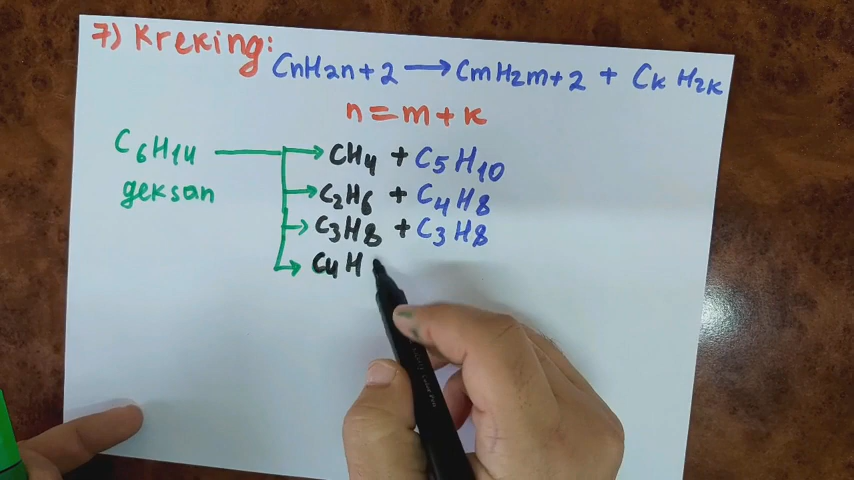 7) Kreking:
CnH2n+2 → CmH2m+2 + CkH2k
n = m + k
C6H14 → CH4 + C5H10
geksan → C2H6 + C4H8
→ C3H8 + C3H8
→ C4H